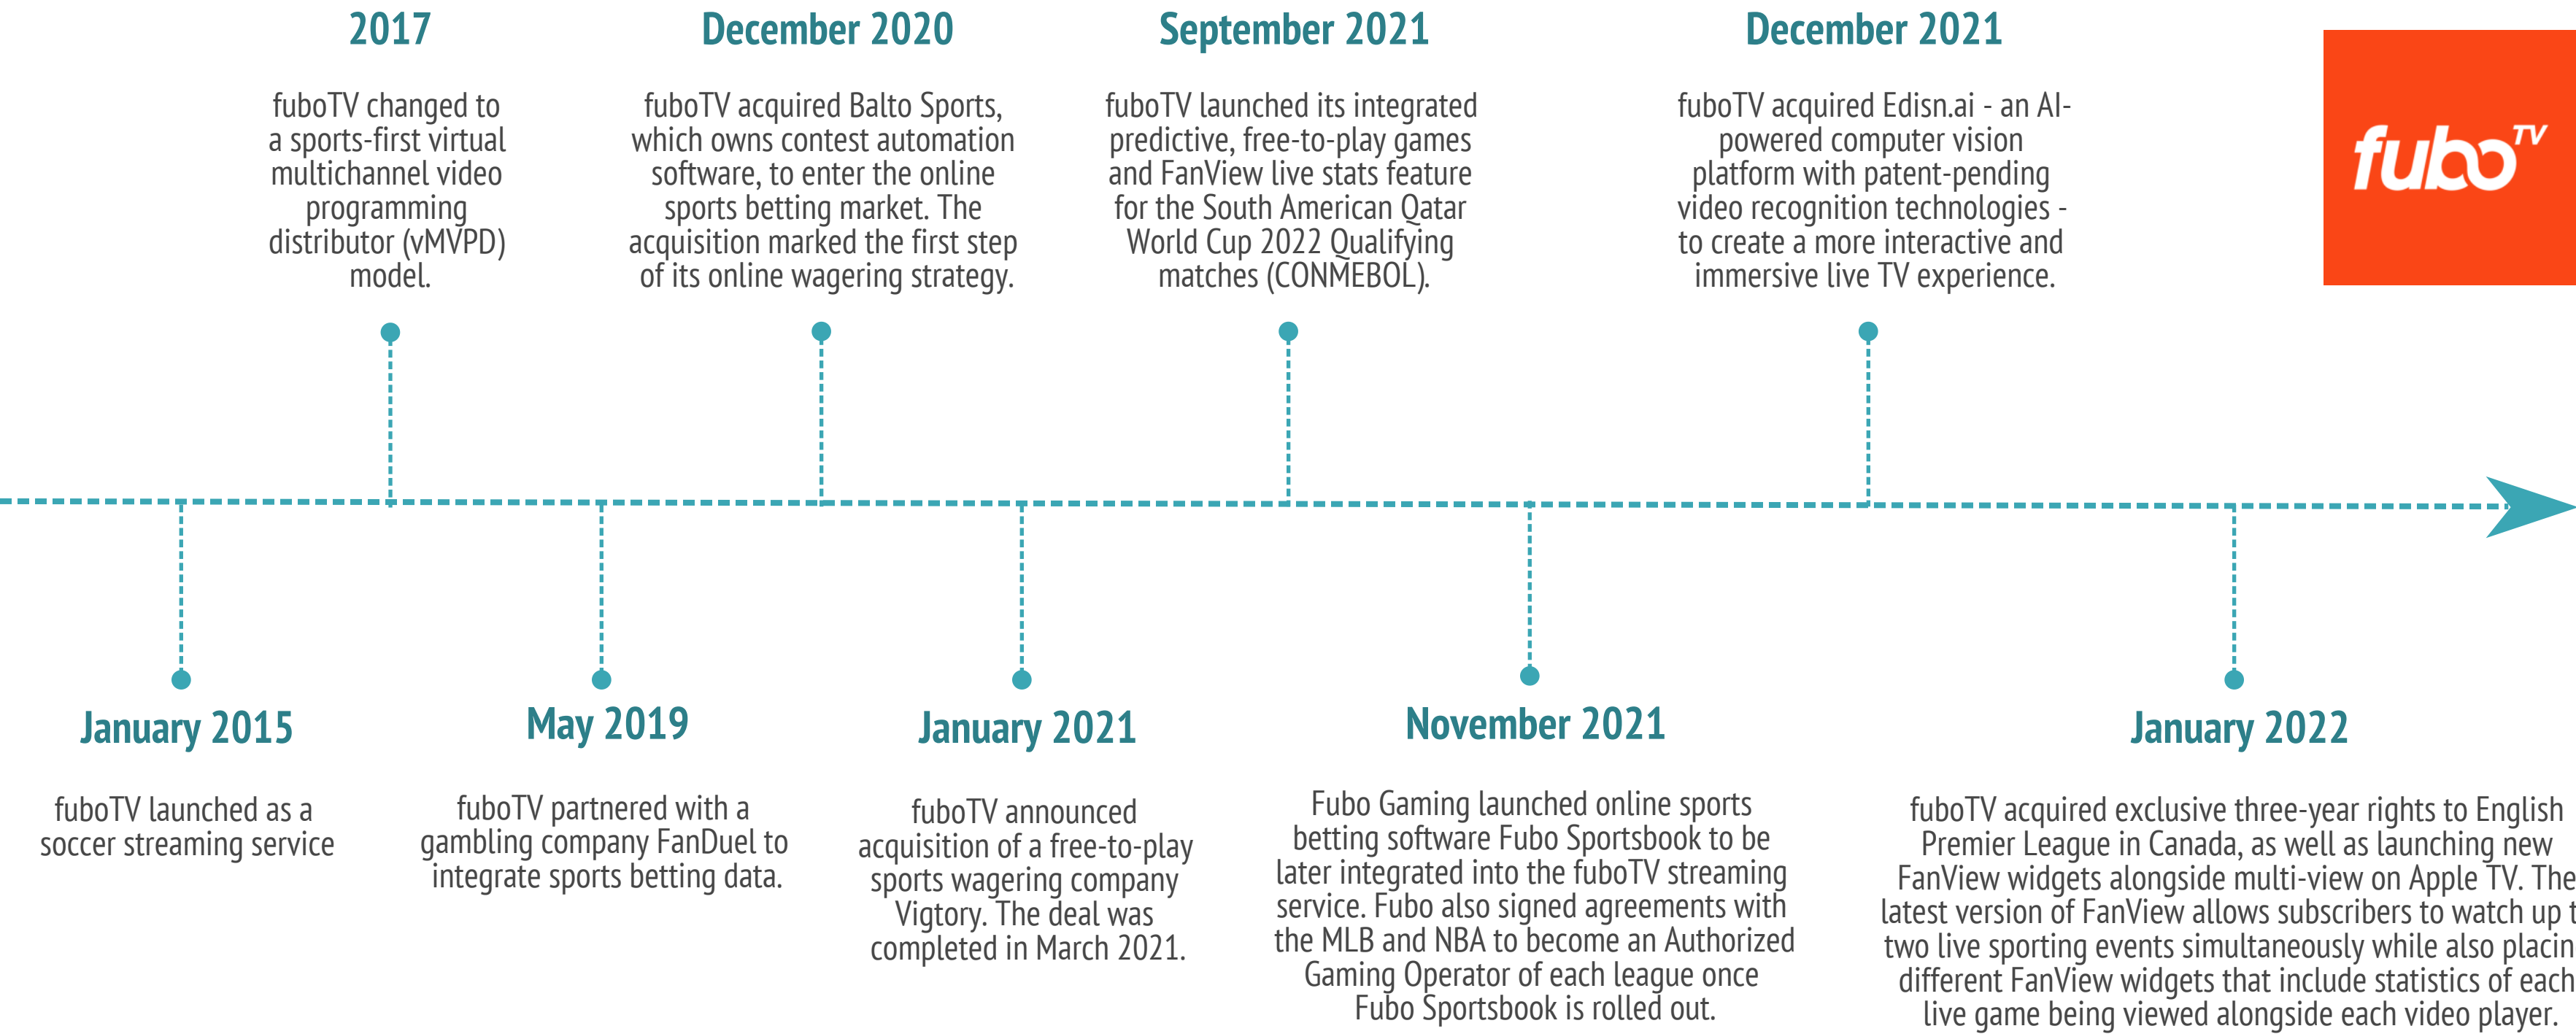 2017
fuboTV changed to
a sports-first virtual
multichannel video
programming
distributor (vMVPD)
model.
December 2020
fuboTV acquired Balto Sports,
which owns contest automation
software, to enter the online
sports betting market. The
acquisition marked the first step
of its online wagering strategy.
September 2021
fuboTV launched its integrated
predictive, free-to-play games
and FanView live stats feature
for the South American Qatar
World Cup 2022 Qualifying
matches (CONMEBOL).
December 2021
fuboTV acquired Edisn.ai - an AI-
powered computer vision
platform with patent-pending
video recognition technologies -
to create a more interactive and
immersive live TV experience.
fubo TV
January 2015
fuboTV launched as a
soccer streaming service
May 2019
fuboTV partnered with a
gambling company FanDuel to
integrate sports betting data.
January 2021
fuboTV announced
acquisition of a free-to-play
sports wagering company
Vigtory. The deal was
completed in March 2021.
November 2021
Fubo Gaming launched online sports
betting software Fubo Sportsbook to be
later integrated into the fuboTV streaming
service. Fubo also signed agreements with
the MLB and NBA to become an Authorized
Gaming Operator of each league once
Fubo Sportsbook is rolled out.
January 2022
fuboTV acquired exclusive three-year rights to English
Premier League in Canada, as well as launching new
FanView widgets alongside multi-view on Apple TV. The
latest version of FanView allows subscribers to watch up
two live sporting events simultaneously while also
different FanView widgets that include statistics of each
live game being viewed alongside each video player.